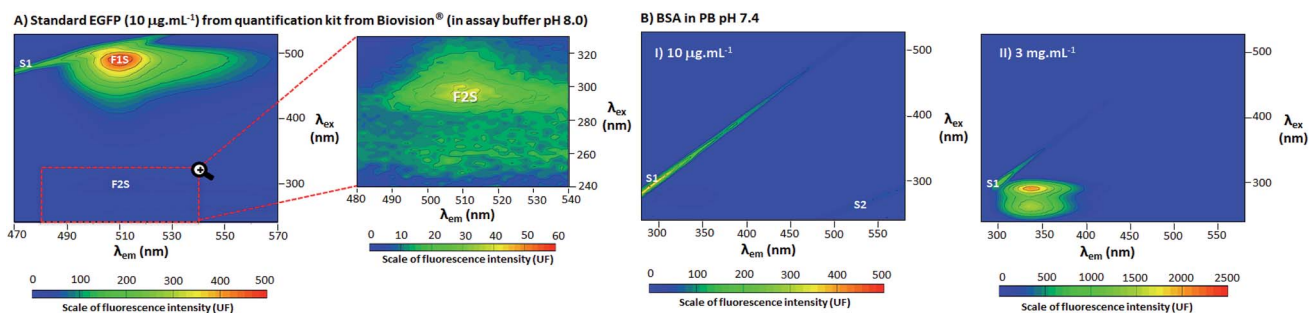 A) Standard EGFP (10 µg.mL⁻¹) from quantification kit from Biovision® (in assay buffer pH 8.0)
S1
F1S
F2S
500
400
300
λex
(nm)
470
490
510
530
550
570
λem (nm)
0 100 200 300 400 500
Scale of fluorescence intensity (UF)
F2S
320
300
280
260
240
λex
(nm)
480 490 500 510 520 530 540
λem (nm)
0 10 20 30 40 50 60
Scale of fluorescence intensity (UF)
B) BSA in PB pH 7.4
I) 10 µg.mL⁻¹
S1
S2
500
400
300
λex
(nm)
300 350 400 450 500 550
λem (nm)
0 100 200 300 400 500
Scale of fluorescence intensity (UF)
II) 3 mg.mL⁻¹
S1
500
400
300
λex
(nm)
300 350 400 450 500 550
λem (nm)
0 500 1000 1500 2000 2500
Scale of fluorescence intensity (UF)